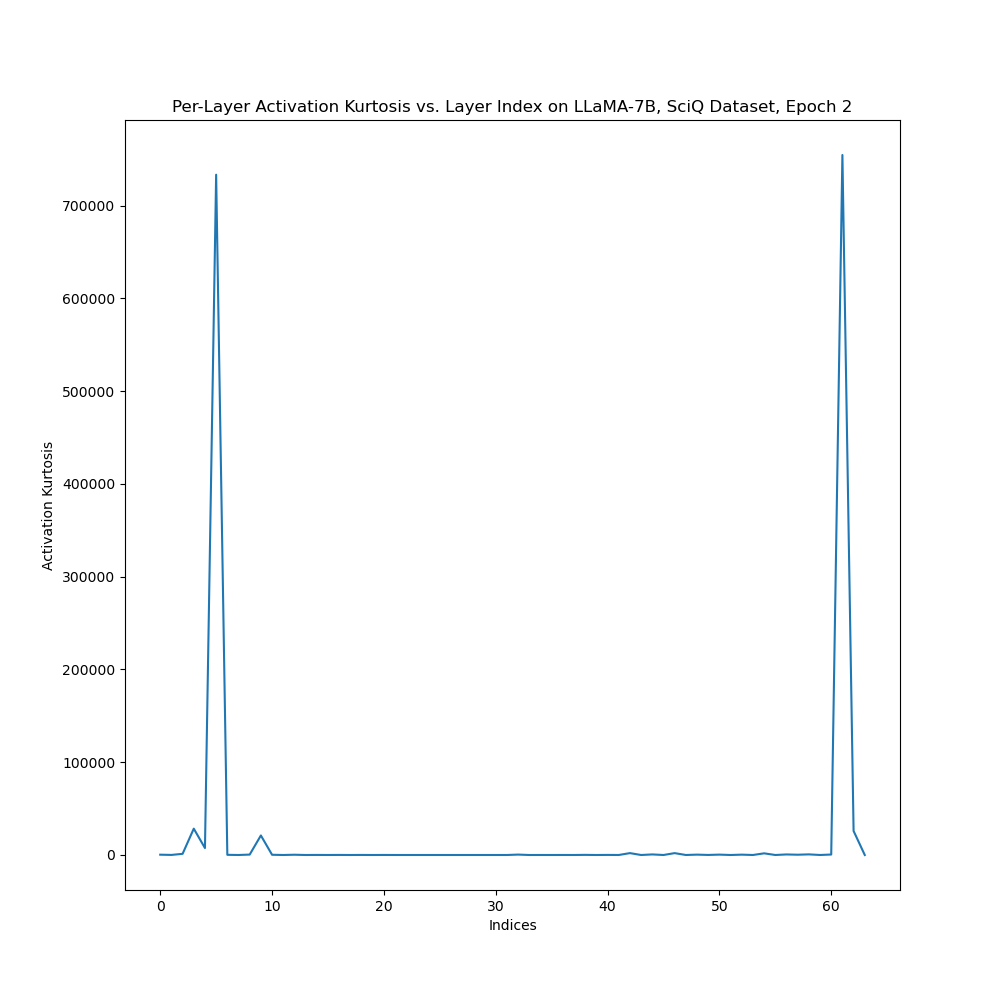 Per-Layer Activation Kurtosis vs. Layer Index on LLaMA-7B, SciQ Dataset, Epoch 2
700000
600000
500000
400000
300000
200000
100000
0
Activation Kurtosis
0 10 20 30 40 50 60
Indices